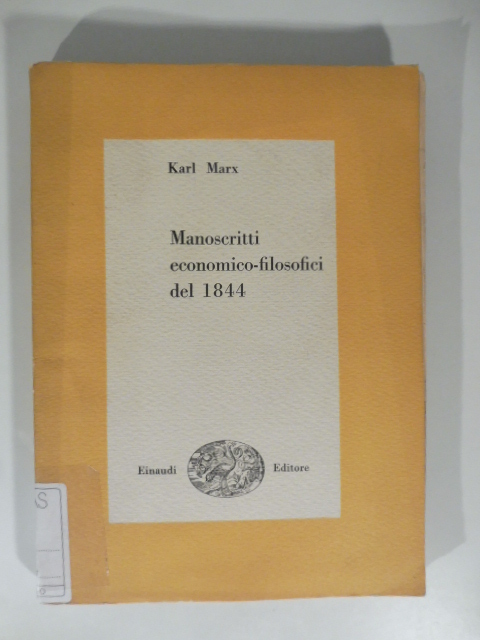 Karl Marx
Manoscritti
economico-filosofici
del 1844
Einaudi Editore
S